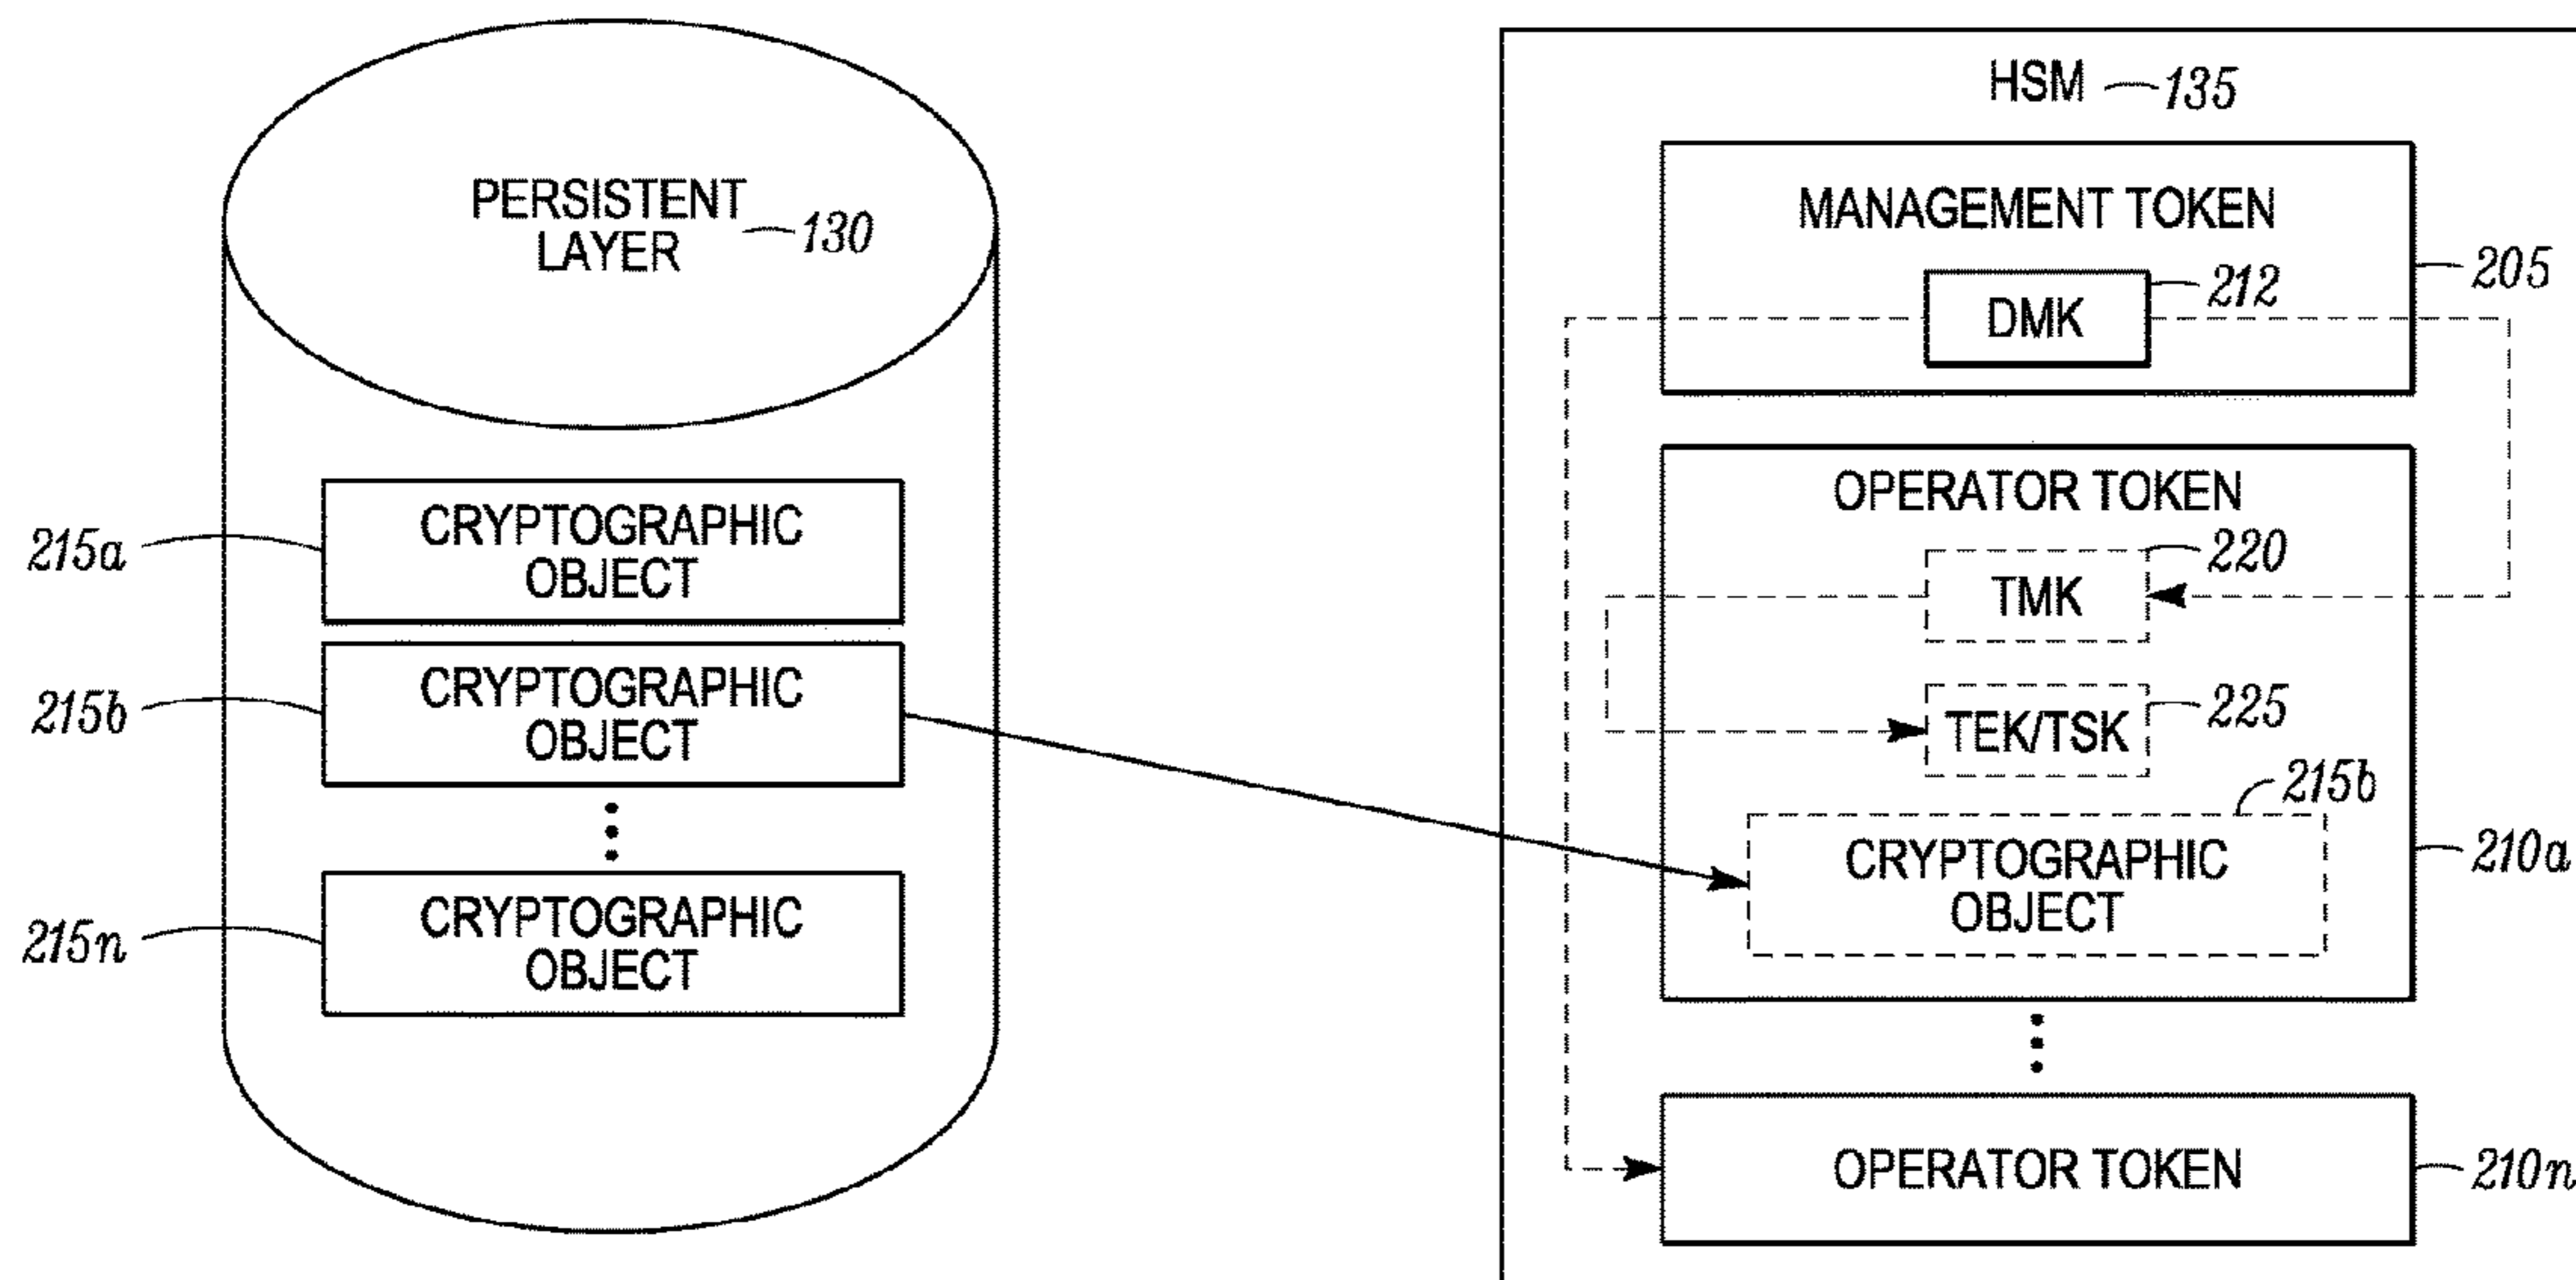 PERSISTENT
LAYER
130
215a
CRYPTOGRAPHIC
OBJECT
215b
CRYPTOGRAPHIC
OBJECT
215n
CRYPTOGRAPHIC
OBJECT
HSM 135
MANAGEMENT TOKEN
205
212
DMK
OPERATOR TOKEN
220
TMK
225
TEK/TSK
215b
CRYPTOGRAPHIC
OBJECT
210a
OPERATOR TOKEN
210n